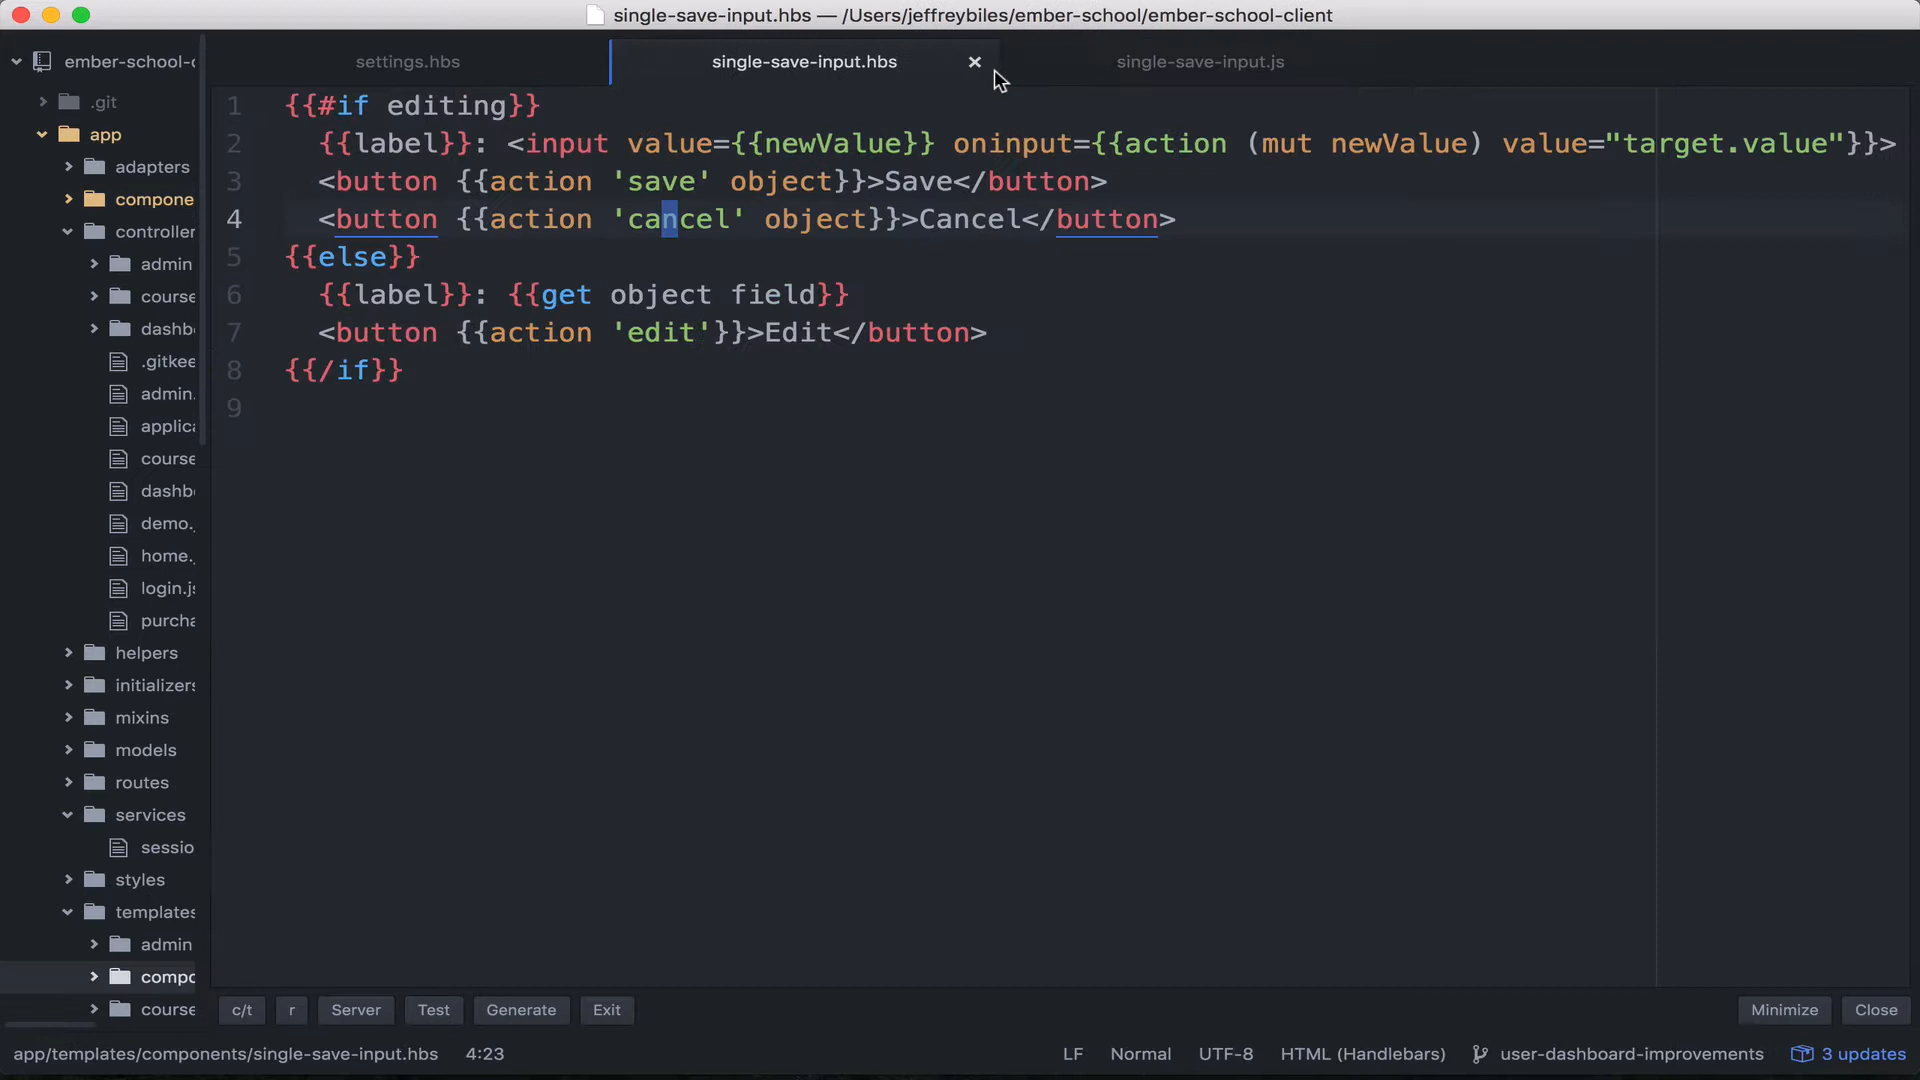 single-save-input.hbs — /Users/jeffreybiles/ember-school/ember-school-client
ember-school-c
settings.hbs
single-save-input.hbs
single-save-input.js
.git
app
adapters
compone
controller
admin
course
dashbo
.gitkee
admin.
applica
course
dashbo
demo.j
home.
login.js
purcha
helpers
initializers
mixins
models
routes
services
sessio
styles
templates
admin
compo
course
1 {{#if editing}}
2 {{label}}: <input value={{newValue}} oninput={{action (mut newValue) value="target.value"}}>
3 <button {{action 'save' object}}>Save</button>
4 <button {{action 'cancel' object}}>Cancel</button>
5 {{else}}
6 {{label}}: {{get object field}}
7 <button {{action 'edit'}}>Edit</button>
8 {{/if}}
9
c/t r Server Test Generate Exit Minimize Close
app/templates/components/single-save-input.hbs 4:23 LF Normal UTF-8 HTML (Handlebars) user-dashboard-improvements 3 updates